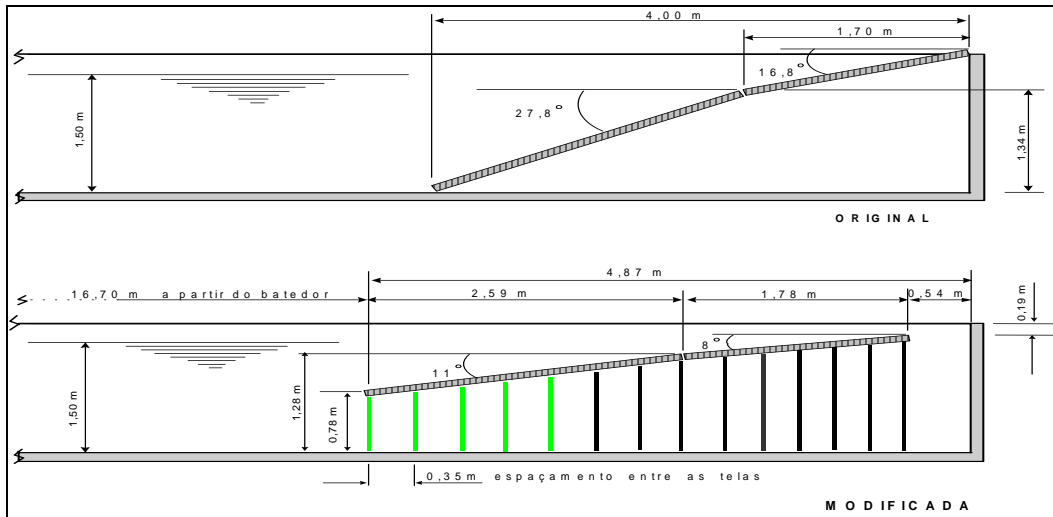 4,00 m
1,70 m
16,8°
27,8°
1,50 m
1,34 m
ORIGINAL
4,87 m
16,70 m a partir do batedor
2,59 m
1,78 m
0,54 m
0,19 m
8°
11°
1,50 m
1,28 m
0,78 m
0,35 m espaçamento entre as telas
MODIFICADA